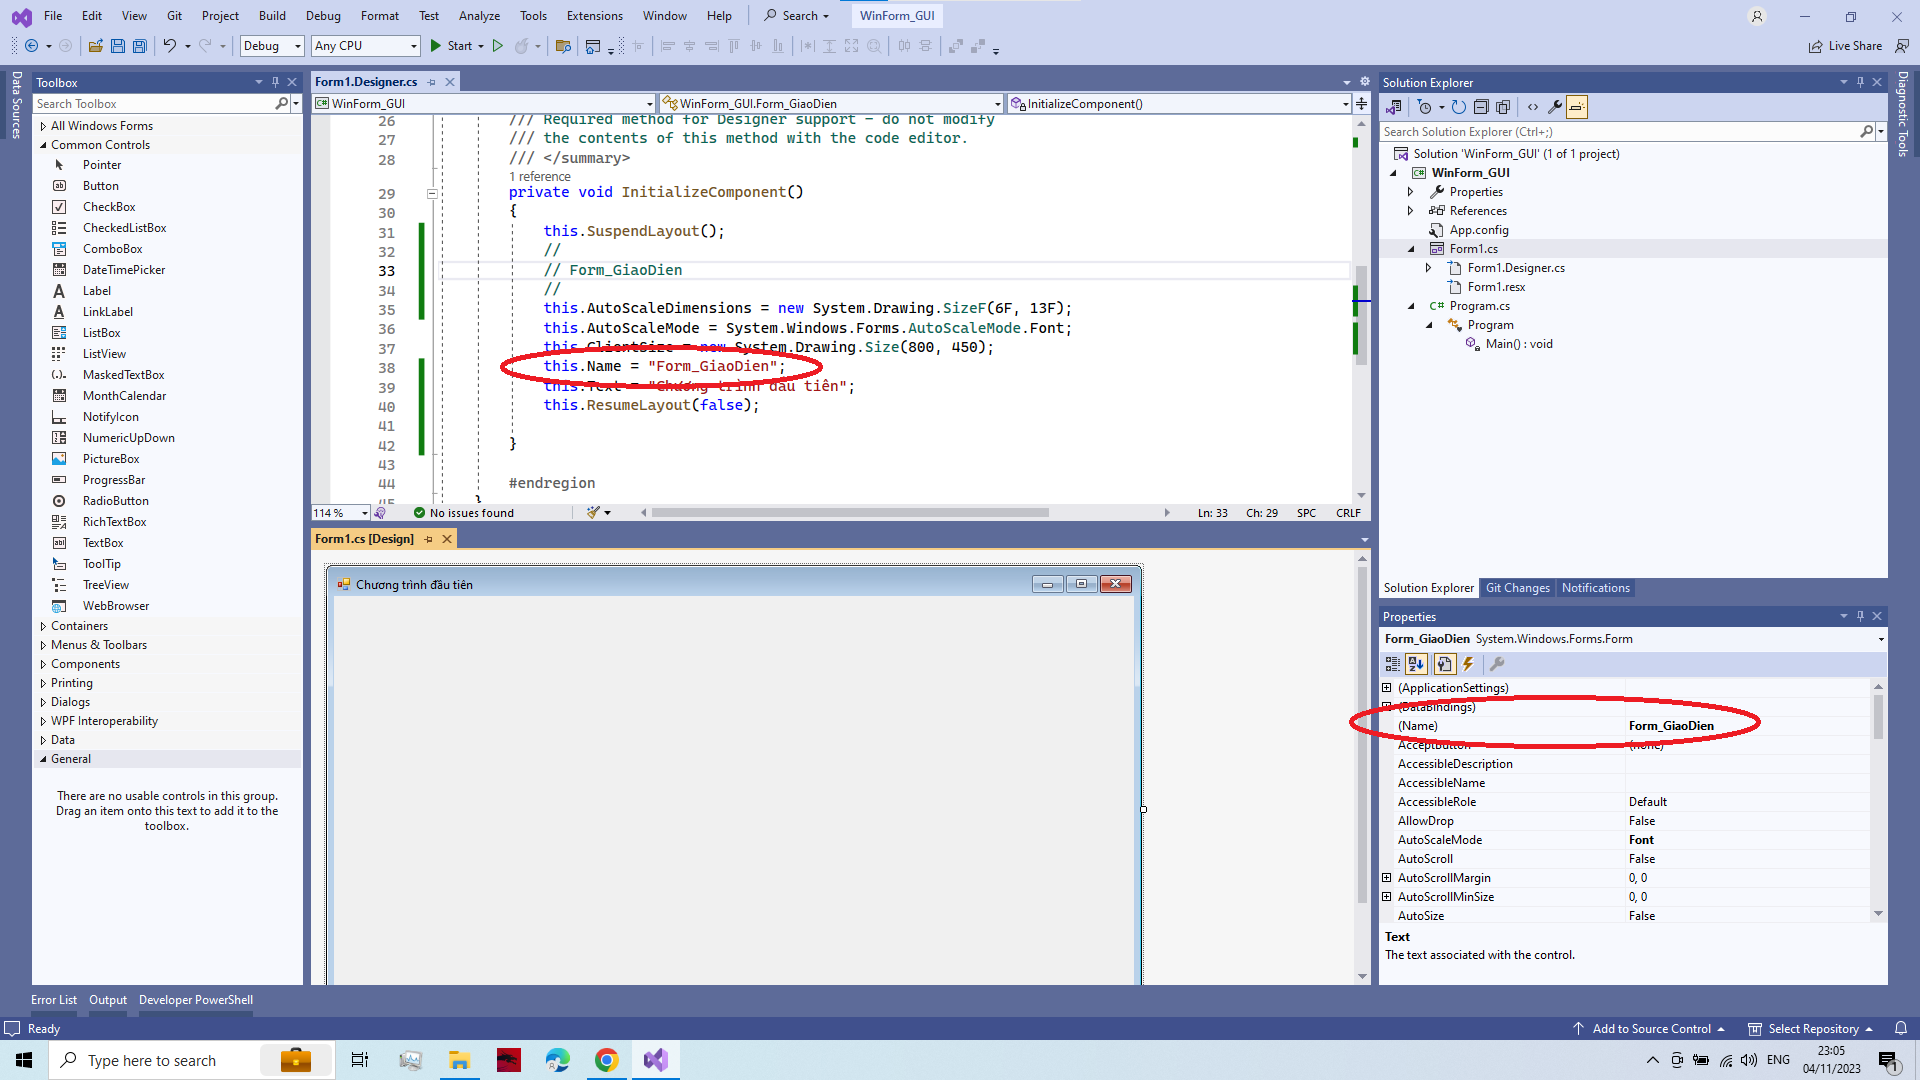 File Edit View Git Project Build Debug Format Test Analyze Tools Extensions Window Help Search WinForm_GUI
Debug Any CPU Start Live Share
Data Sources
Toolbox
Search Toolbox
All Windows Forms
Common Controls
Pointer
Button
CheckBox
CheckedListBox
ComboBox
DateTimePicker
Label
LinkLabel
ListBox
ListView
MaskedTextBox
MonthCalendar
NotifyIcon
NumericUpDown
PictureBox
ProgressBar
RadioButton
RichTextBox
TextBox
ToolTip
TreeView
WebBrowser
Containers
Menus & Toolbars
Components
Printing
Dialogs
WPF Interoperability
Data
General
There are no usable controls in this group.
Drag an item onto this text to add it to the
toolbox.
Form1.Designer.cs
WinForm_GUI WinForm_GUI.Form_GiaoDien InitializeComponent()
26 /// Required method for Designer support - do not modify
27 /// the contents of this method with the code editor.
28 /// </summary>
1 reference
29 private void InitializeComponent()
30 {
31 this.SuspendLayout();
32 //
33 // Form_GiaoDien
34 //
35 this.AutoScaleDimensions = new System.Drawing.SizeF(6F, 13F);
36 this.AutoScaleMode = System.Windows.Forms.AutoScaleMode.Font;
37 this.ClientSize = new System.Drawing.Size(800, 450);
38 this.Name = "Form_GiaoDien";
39 this.Text = "Chương trình đầu tiên";
40 this.ResumeLayout(false);
41
42 }
43
44 #endregion
45 }
114 % No issues found Ln: 33 Ch: 29 SPC CRLF
Form1.cs [Design]
Chương trình đầu tiên
Solution Explorer
Search Solution Explorer (Ctrl+;)
Solution 'WinForm_GUI' (1 of 1 project)
WinForm_GUI
Properties
References
App.config
Form1.cs
Form1.Designer.cs
Form1.resx
Program.cs
Program
Main() : void
Solution Explorer Git Changes Notifications
Properties
Form_GiaoDien System.Windows.Forms.Form
(ApplicationSettings)
(DataBindings)
(Name) Form_GiaoDien
AcceptButton (none)
AccessibleDescription
AccessibleName
AccessibleRole Default
AllowDrop False
AutoScaleMode Font
AutoScroll False
AutoScrollMargin 0, 0
AutoScrollMinSize 0, 0
AutoSize False
Text
The text associated with the control.
Diagnostic Tools
Error List Output Developer PowerShell
Ready Add to Source Control Select Repository
Type here to search ENG 23:05
04/11/2023 1